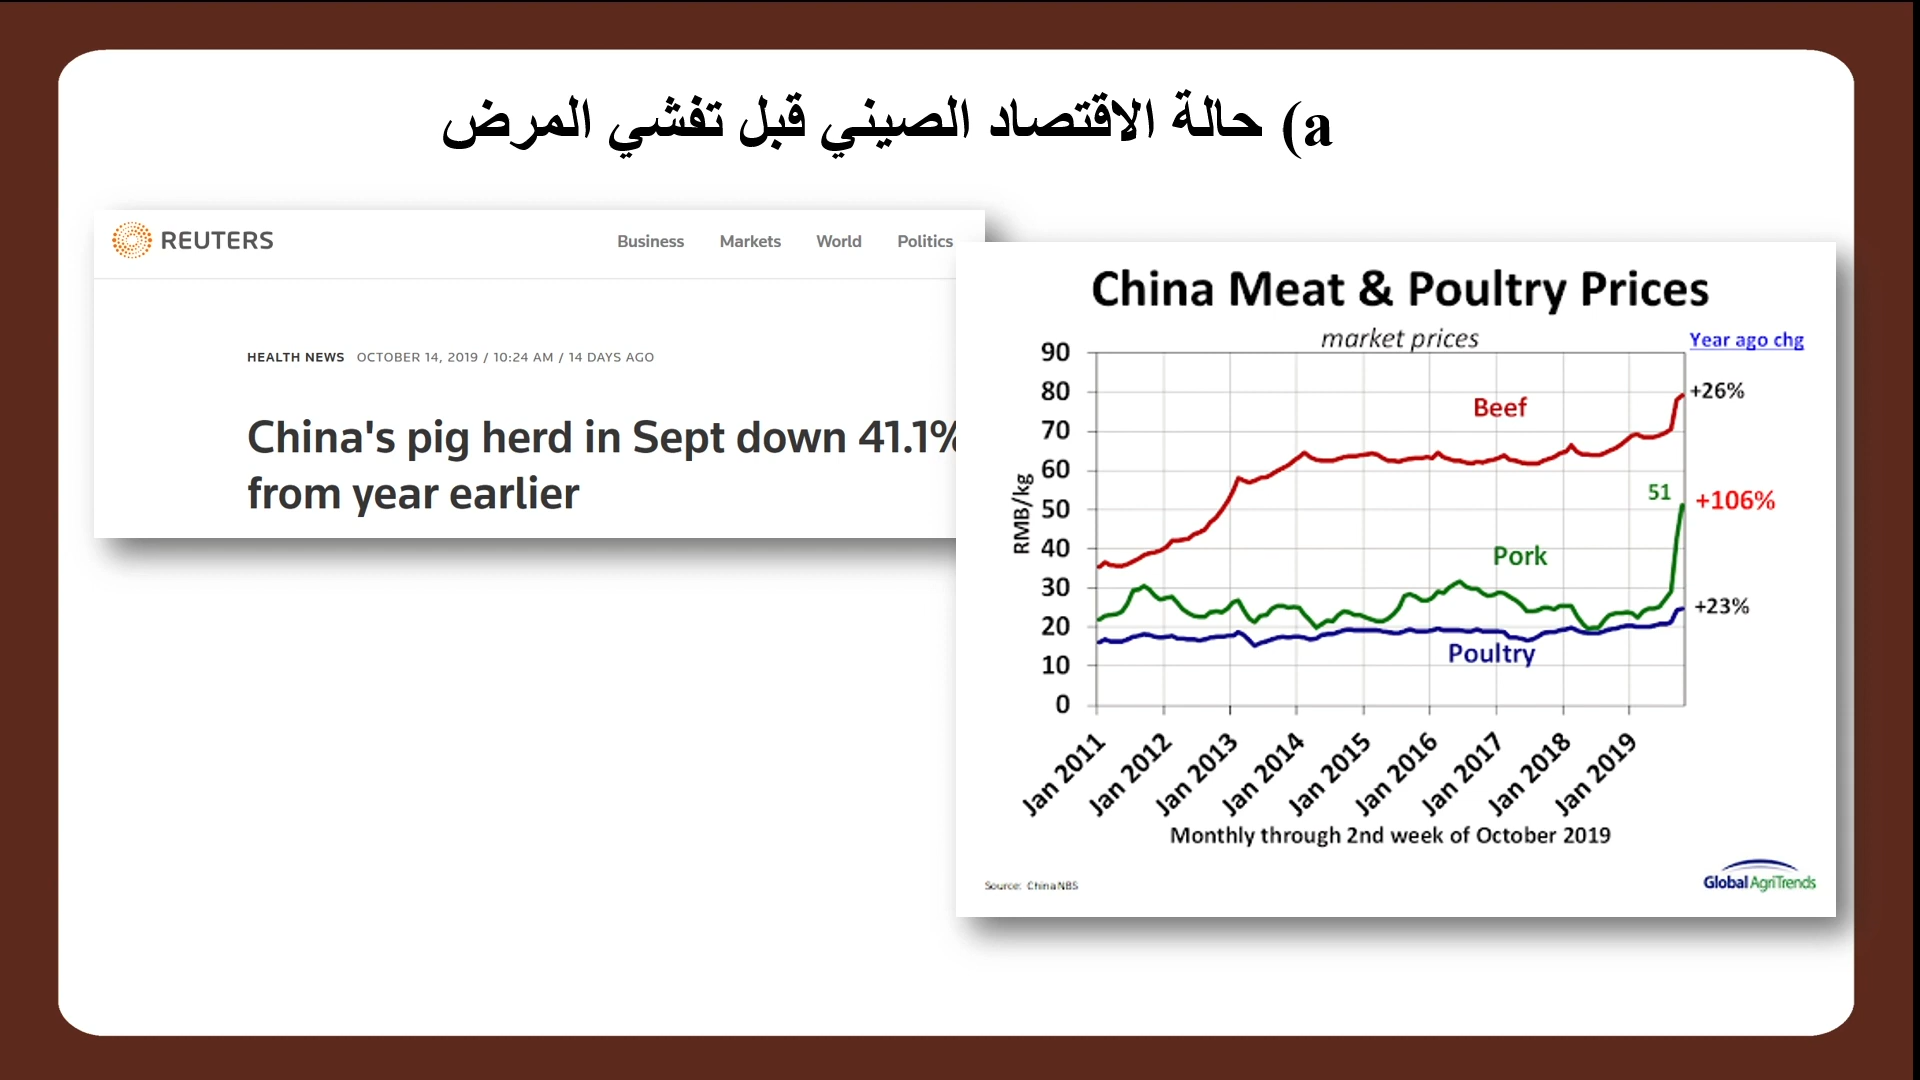 a) حالة الاقتصاد الصيني قبل تفشي المرض
REUTERS
Business Markets World Politics
HEALTH NEWS OCTOBER 14, 2019 / 10:24 AM / 14 DAYS AGO
China's pig herd in Sept down 41.1%
from year earlier
China Meat & Poultry Prices
market prices
Year ago chg
90
80
70
60
50
40
30
20
10
0
RMB/kg
Beef
+26%
51
+106%
Pork
+23%
Poultry
Jan 2011
Jan 2012
Jan 2013
Jan 2014
Jan 2015
Jan 2016
Jan 2017
Jan 2018
Jan 2019
Monthly through 2nd week of October 2019
Source: China NBS
Global AgriTrends